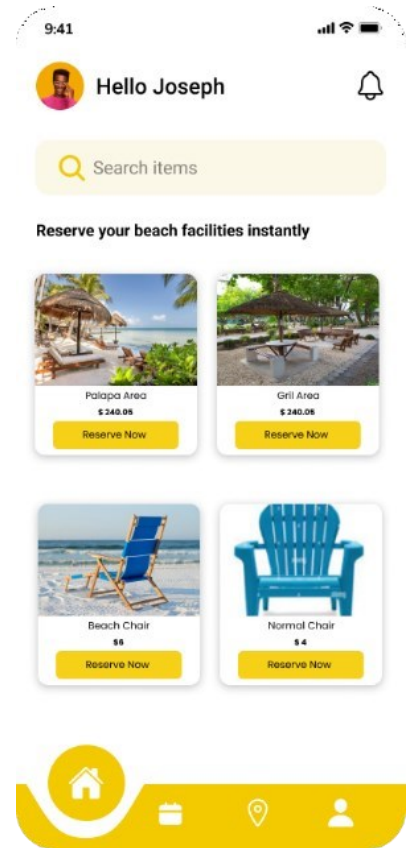 9:41
Hello Joseph
Search items
Reserve your beach facilities instantly
Palapa Area
$ 240.05
Reserve Now
Gril Area
$ 240.05
Reserve Now
Beach Chair
$6
Reserve Now
Normal Chair
$ 4
Reserve Now